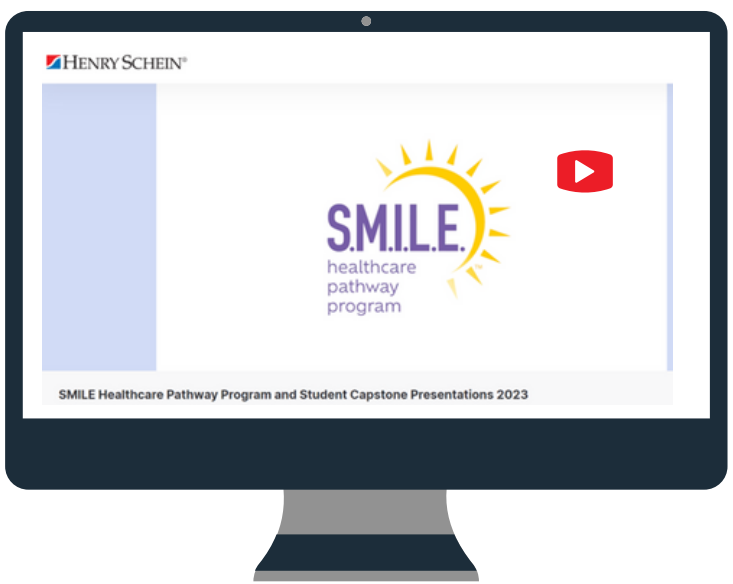 HENRY SCHEIN®
S.M.I.L.E.
healthcare
pathway
program
SMILE Healthcare Pathway Program and Student Capstone Presentations 2023